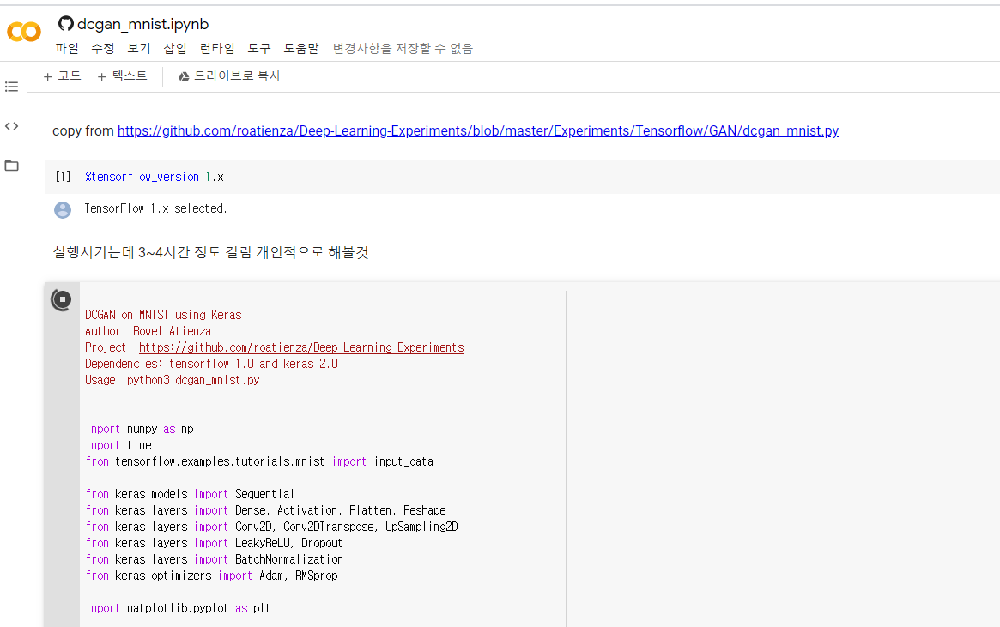 dcgan_mnist.ipynb
파일 수정 보기 삽입 런타임 도구 도움말 변경사항을 저장할 수 없음
+ 코드 + 텍스트 드라이브로 복사
copy from https://github.com/roatienza/Deep-Learning-Experiments/blob/master/Experiments/Tensorflow/GAN/dcgan_mnist.py
[1] %tensorflow_version 1.x
TensorFlow 1.x selected.
실행시키는데 3~4시간 정도 걸림 개인적으로 해볼것
'''
DCGAN on MNIST using Keras
Author: Rowel Atienza
Project: https://github.com/roatienza/Deep-Learning-Experiments
Dependencies: tensorflow 1.0 and keras 2.0
Usage: python3 dcgan_mnist.py
'''
import numpy as np
import time
from tensorflow.examples.tutorials.mnist import input_data
from keras.models import Sequential
from keras.layers import Dense, Activation, Flatten, Reshape
from keras.layers import Conv2D, Conv2DTranspose, UpSampling2D
from keras.layers import LeakyReLU, Dropout
from keras.layers import BatchNormalization
from keras.optimizers import Adam, RMSprop
import matplotlib.pyplot as plt